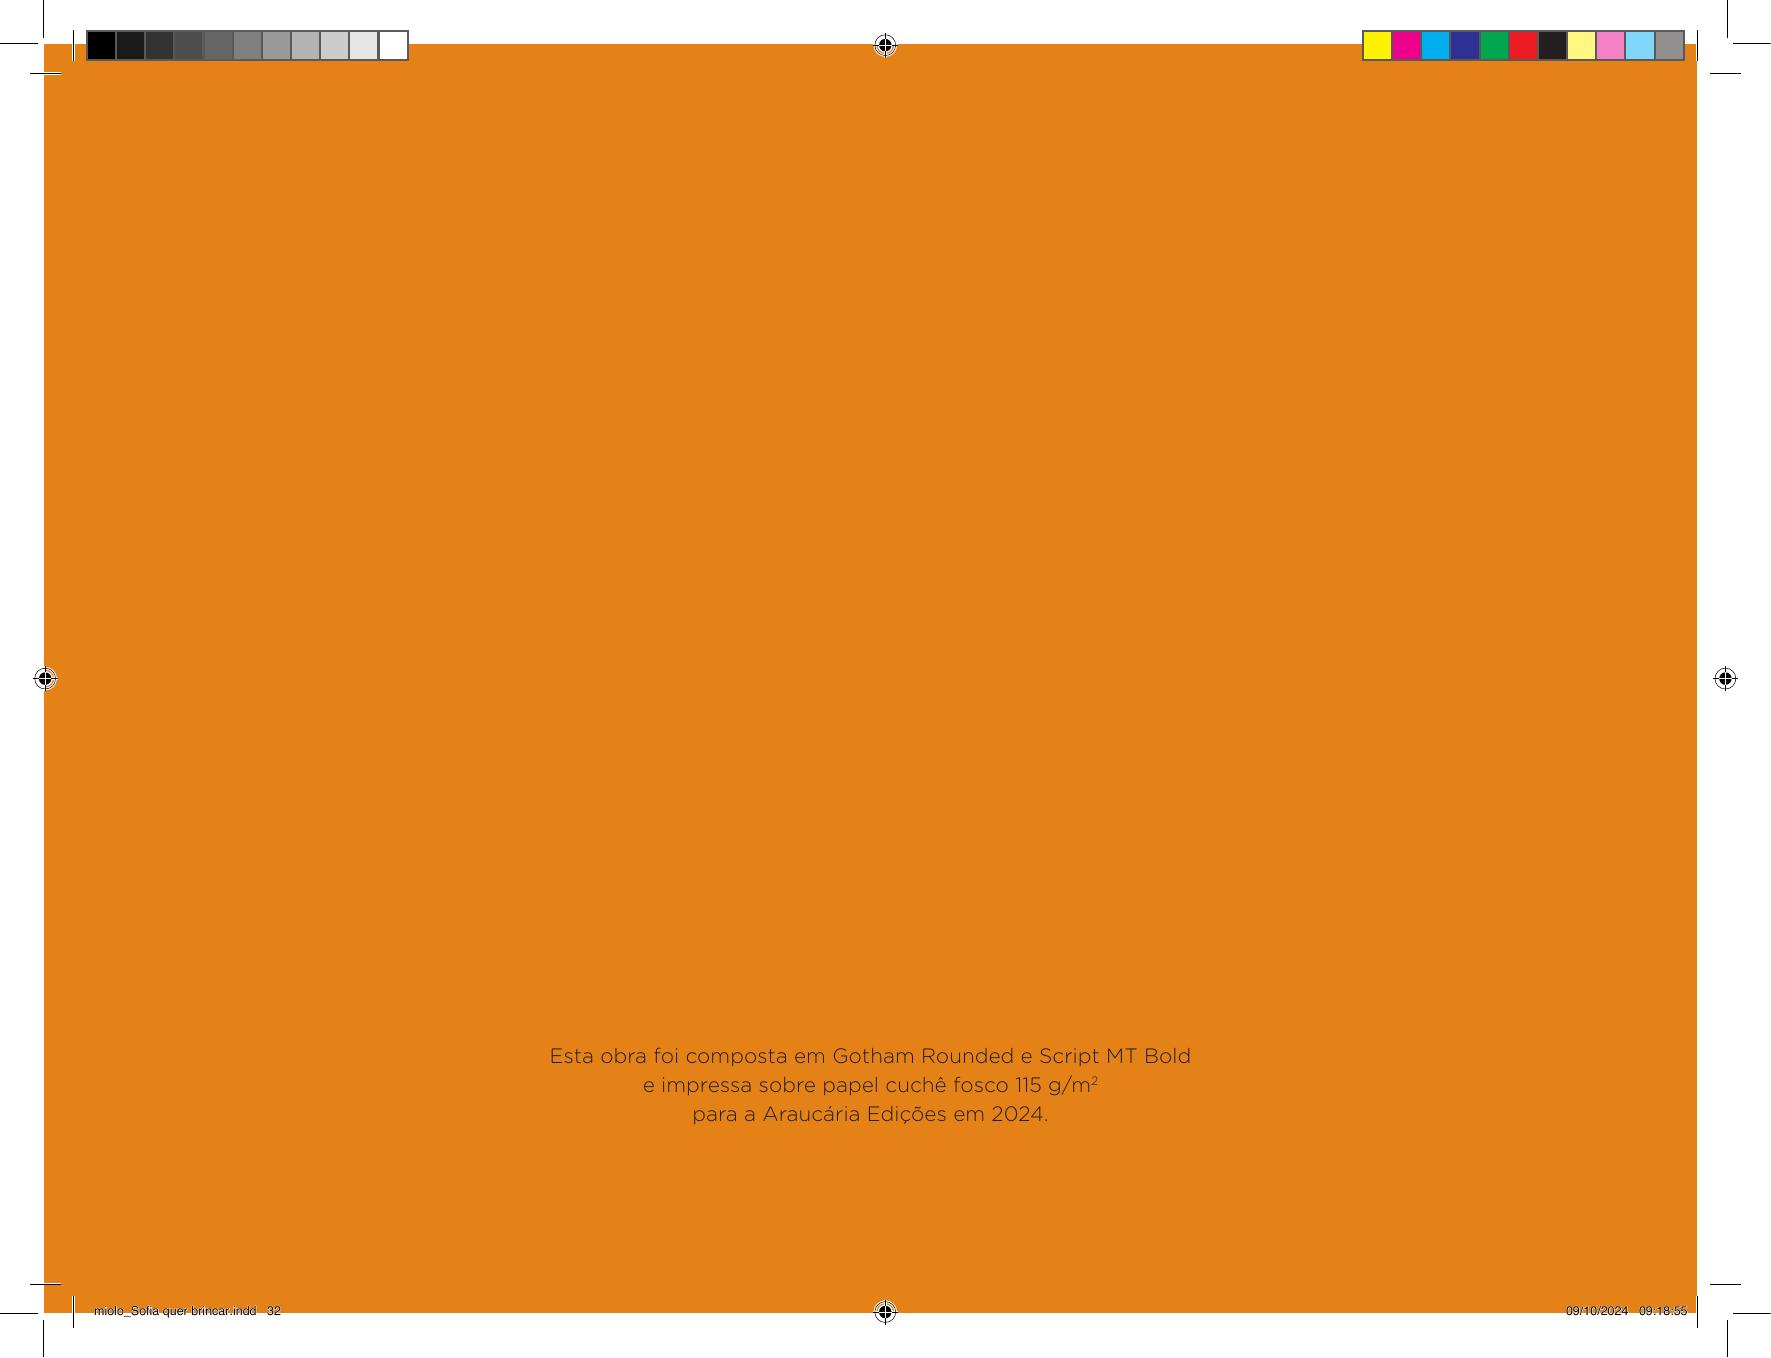 Esta obra foi composta em Gotham Rounded e Script MT Bold
e impressa sobre papel cuchê fosco 115 g/m²
para a Araucária Edições em 2024.
miolo_Sofia quer brincar.indd   32
09/10/2024   09:18:55